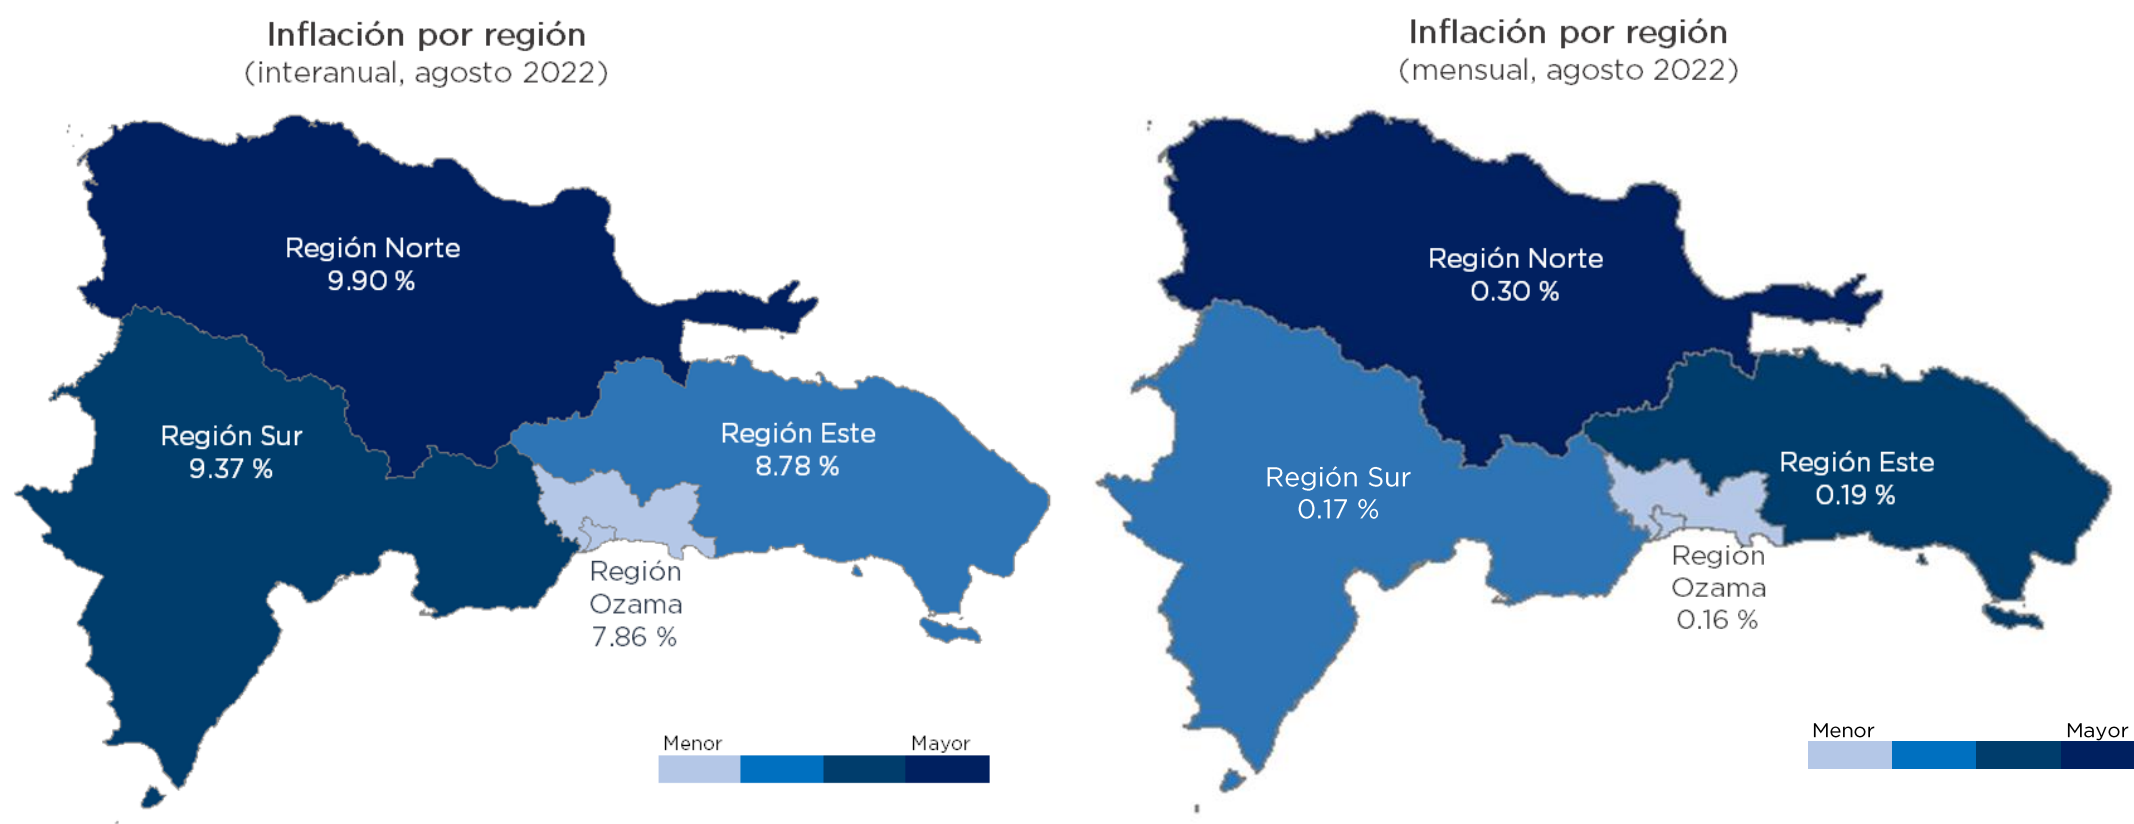 Inflación por región
(interanual, agosto 2022)
Región Norte
9.90 %
Región Sur
9.37 %
Región Este
8.78 %
Región
Ozama
7.86 %
Menor
Mayor
Inflación por región
(mensual, agosto 2022)
Región Norte
0.30 %
Región Sur
0.17 %
Región Este
0.19 %
Región
Ozama
0.16 %
Menor
Mayor